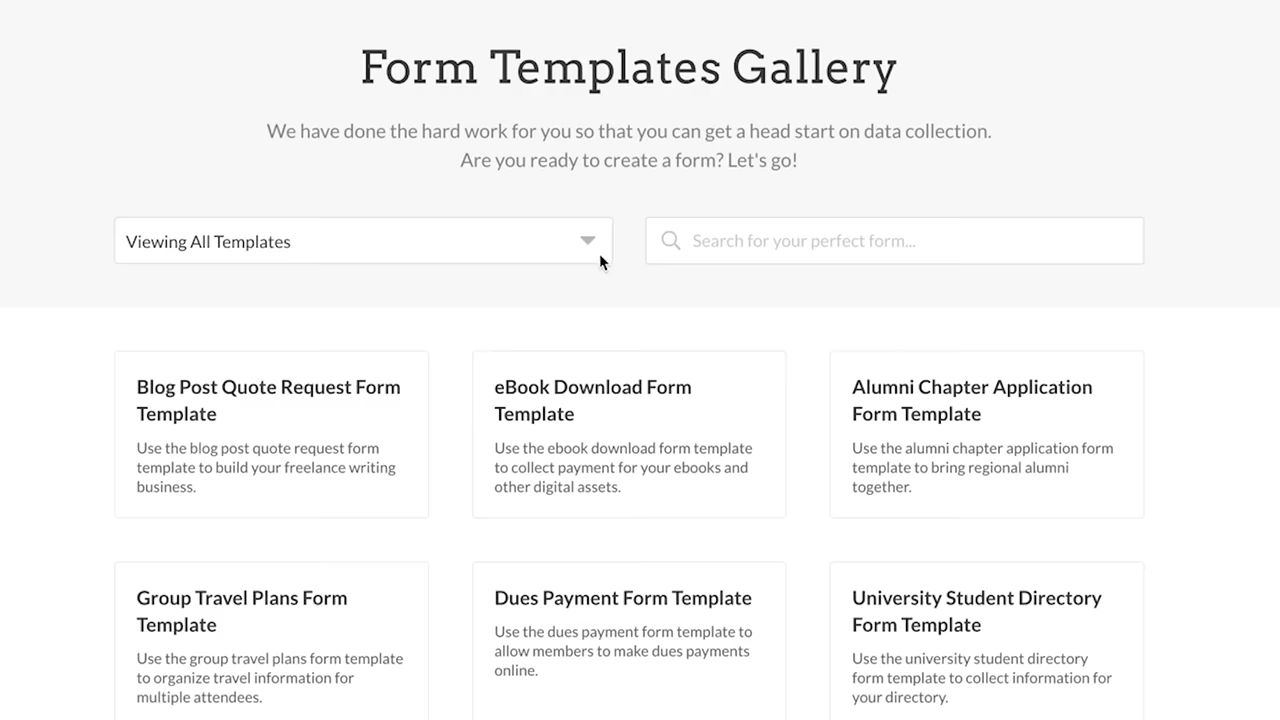 Form Templates Gallery
We have done the hard work for you so that you can get a head start on data collection.
Are you ready to create a form? Let's go!
Viewing All Templates
Search for your perfect form...
Blog Post Quote Request Form
Template
Use the blog post quote request form
template to build your freelance writing
business.
eBook Download Form
Template
Use the ebook download form template
to collect payment for your ebooks and
other digital assets.
Alumni Chapter Application
Form Template
Use the alumni chapter application form
template to bring regional alumni
together.
Group Travel Plans Form
Template
Use the group travel plans form template
to organize travel information for
multiple attendees.
Dues Payment Form Template
Use the dues payment form template to
allow members to make dues payments
online.
University Student Directory
Form Template
Use the university student directory
form template to collect information for
your directory.